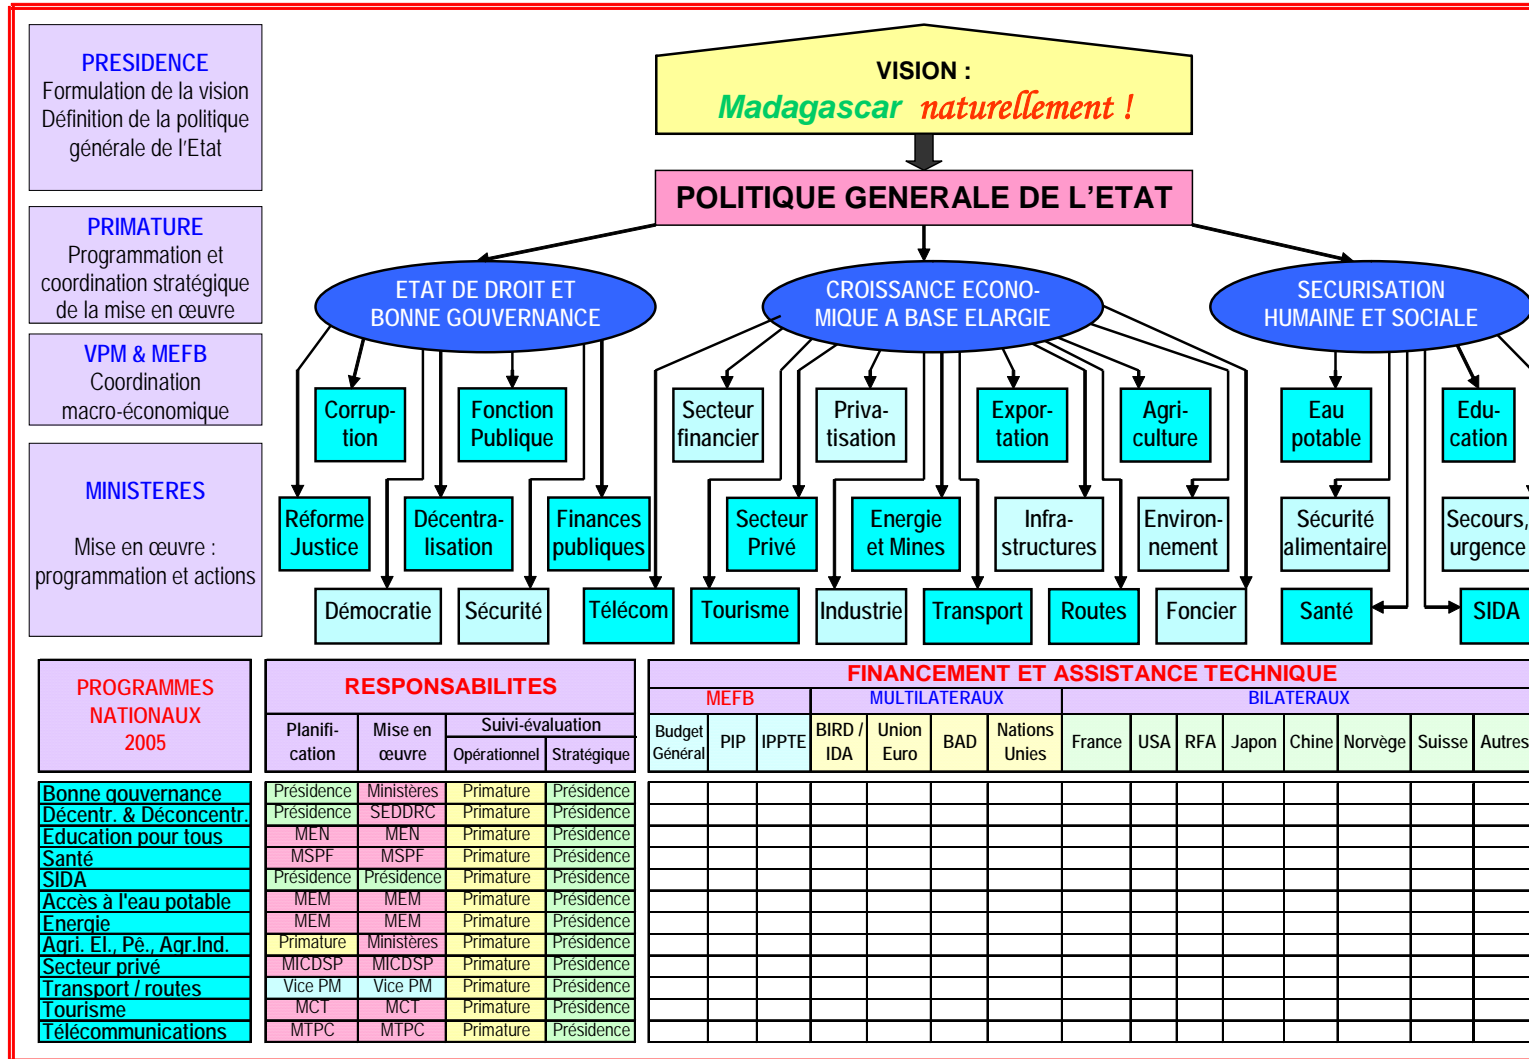 PRESIDENCE
Formulation de la vision
Définition de la politique
générale de l'Etat
PRIMATURE
Programmation et
coordination stratégique
de la mise en œuvre
VPM & MEFB
Coordination
macro-économique
MINISTERES
Mise en œuvre :
programmation et actions
VISION :
Madagascar naturellement !
POLITIQUE GENERALE DE L'ETAT
ETAT DE DROIT ET
BONNE GOUVERNANCE
CROISSANCE ECONO-
MIQUE A BASE ELARGIE
SECURISATION
HUMAINE ET SOCIALE
Corrup-
tion
Fonction
Publique
Secteur
financier
Priva-
tisation
Expor-
tation
Agri-
culture
Eau
potable
Edu-
cation
Réforme
Justice
Décentra-
lisation
Finances
publiques
Secteur
Privé
Energie
et Mines
Infra-
structures
Environ-
nement
Sécurité
alimentaire
Secours,
urgence
Démocratie
Sécurité
Télécom
Tourisme
Industrie
Transport
Routes
Foncier
Santé
SIDA
PROGRAMMES
NATIONAUX
2005
RESPONSABILITES
Planifi-
cation
Mise en
œuvre
Suivi-évaluation
Opérationnel Stratégique
FINANCEMENT ET ASSISTANCE TECHNIQUE
MEFB MULTILATERAUX BILATERAUX
Budget
Général
PIP
IPPTE
BIRD /
IDA
Union
Euro
BAD
Nations
Unies
France USA RFA Japon Chine Norvège Suisse Autres
Bonne gouvernance Présidence Ministères Primature Présidence
Décentr. & Déconcentr. Présidence SEDDRC Primature Présidence
Education pour tous MEN MEN Primature Présidence
Santé MSPF MSPF Primature Présidence
SIDA Présidence Présidence Primature Présidence
Accès à l'eau potable MEM MEM Primature Présidence
Energie MEM MEM Primature Présidence
Agri. El., Pê., Agr.Ind. Primature Ministères Primature Présidence
Secteur privé MICDSP MICDSP Primature Présidence
Transport / routes Vice PM Vice PM Primature Présidence
Tourisme MCT MCT Primature Présidence
Télécommunications MTPC MTPC Primature Présidence